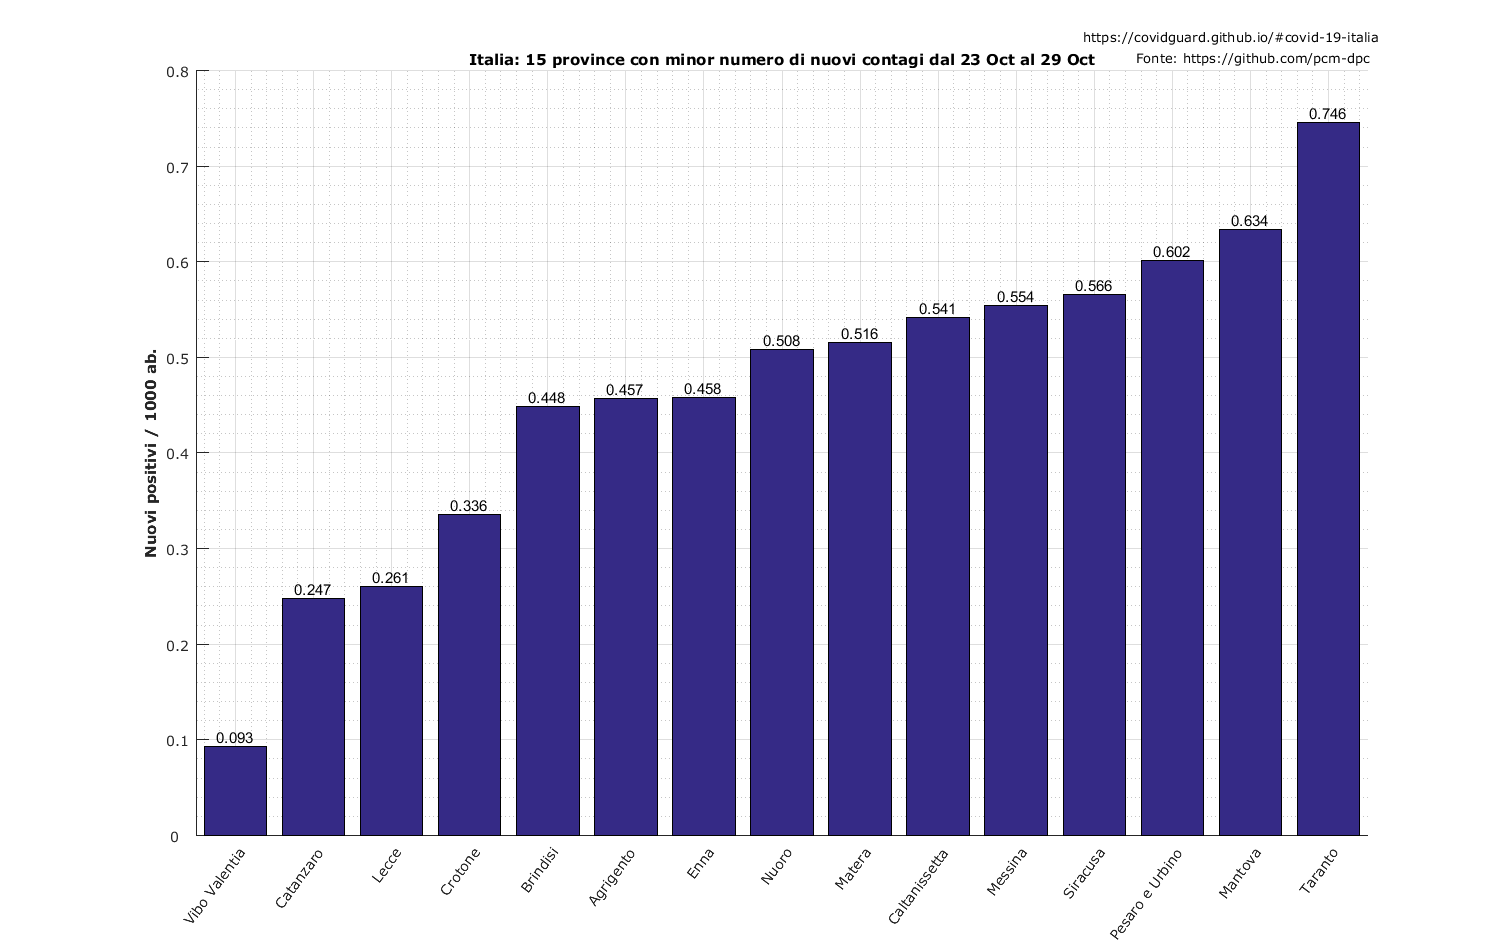 https://covidguard.github.io/#covid-19-italia
Italia: 15 province con minor numero di nuovi contagi dal 23 Oct al 29 Oct
Fonte: https://github.com/pcm-dpc
Nuovi positivi / 1000 ab.
0.8
0.7
0.6
0.5
0.4
0.3
0.2
0.1
0
0.093
0.247
0.261
0.336
0.448
0.457
0.458
0.508
0.516
0.541
0.554
0.566
0.602
0.634
0.746
Vibo Valentia
Catanzaro
Lecce
Crotone
Brindisi
Agrigento
Enna
Nuoro
Matera
Caltanissetta
Messina
Siracusa
Pesaro e Urbino
Mantova
Taranto